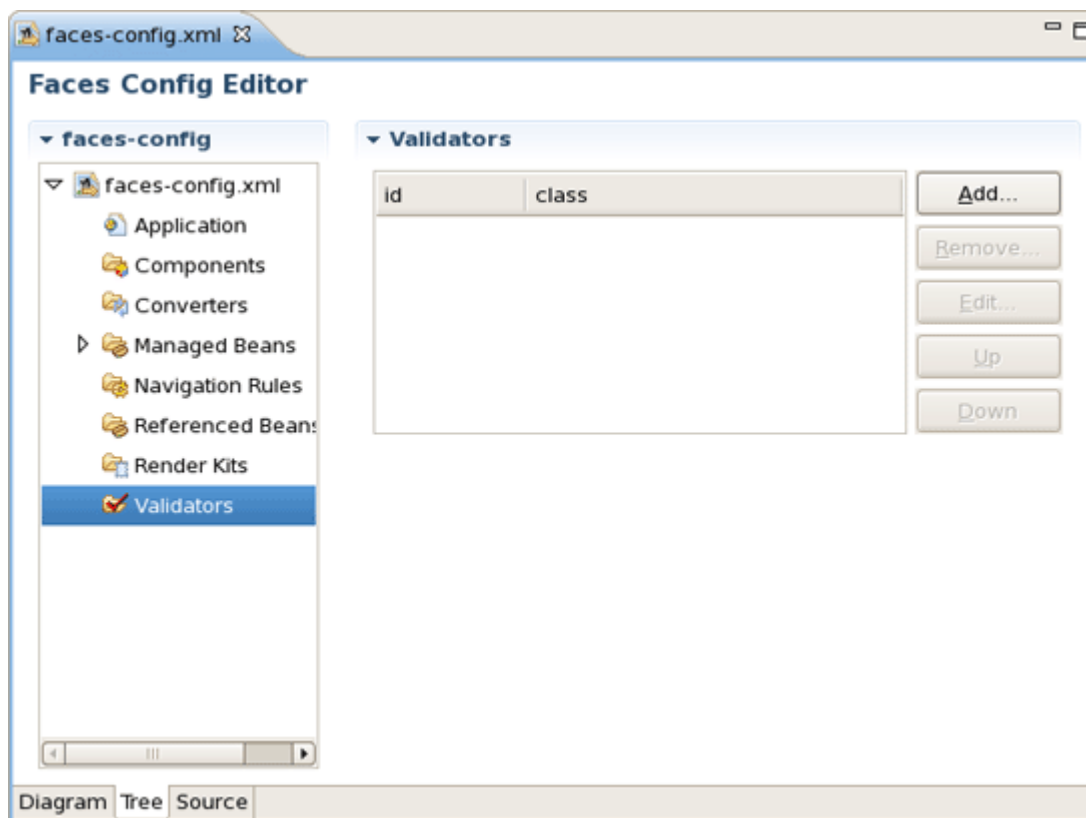 faces-config.xml
Faces Config Editor
faces-config
faces-config.xml
Application
Components
Converters
Managed Beans
Navigation Rules
Referenced Beans
Render Kits
Validators
Validators
id class
Add...
Remove...
Edit...
Up
Down
Diagram Tree Source